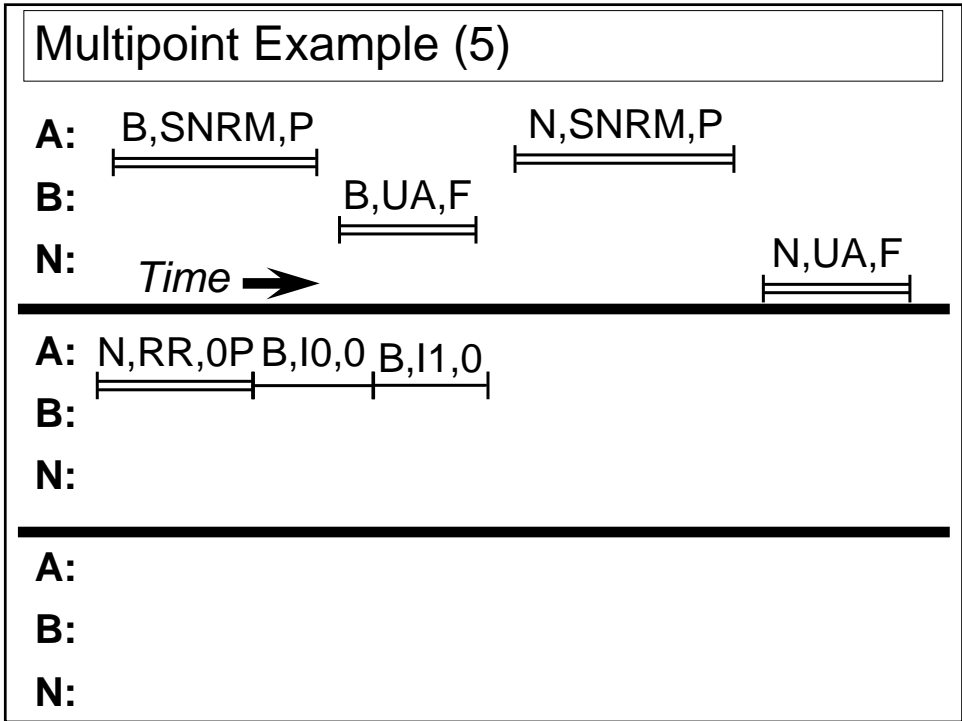 Multipoint Example (5)
A: B,SNRM,P N,SNRM,P
B: B,UA,F
N: N,UA,F
Time
A: N,RR,0P B,I0,0 B,I1,0
B:
N:
A:
B:
N: